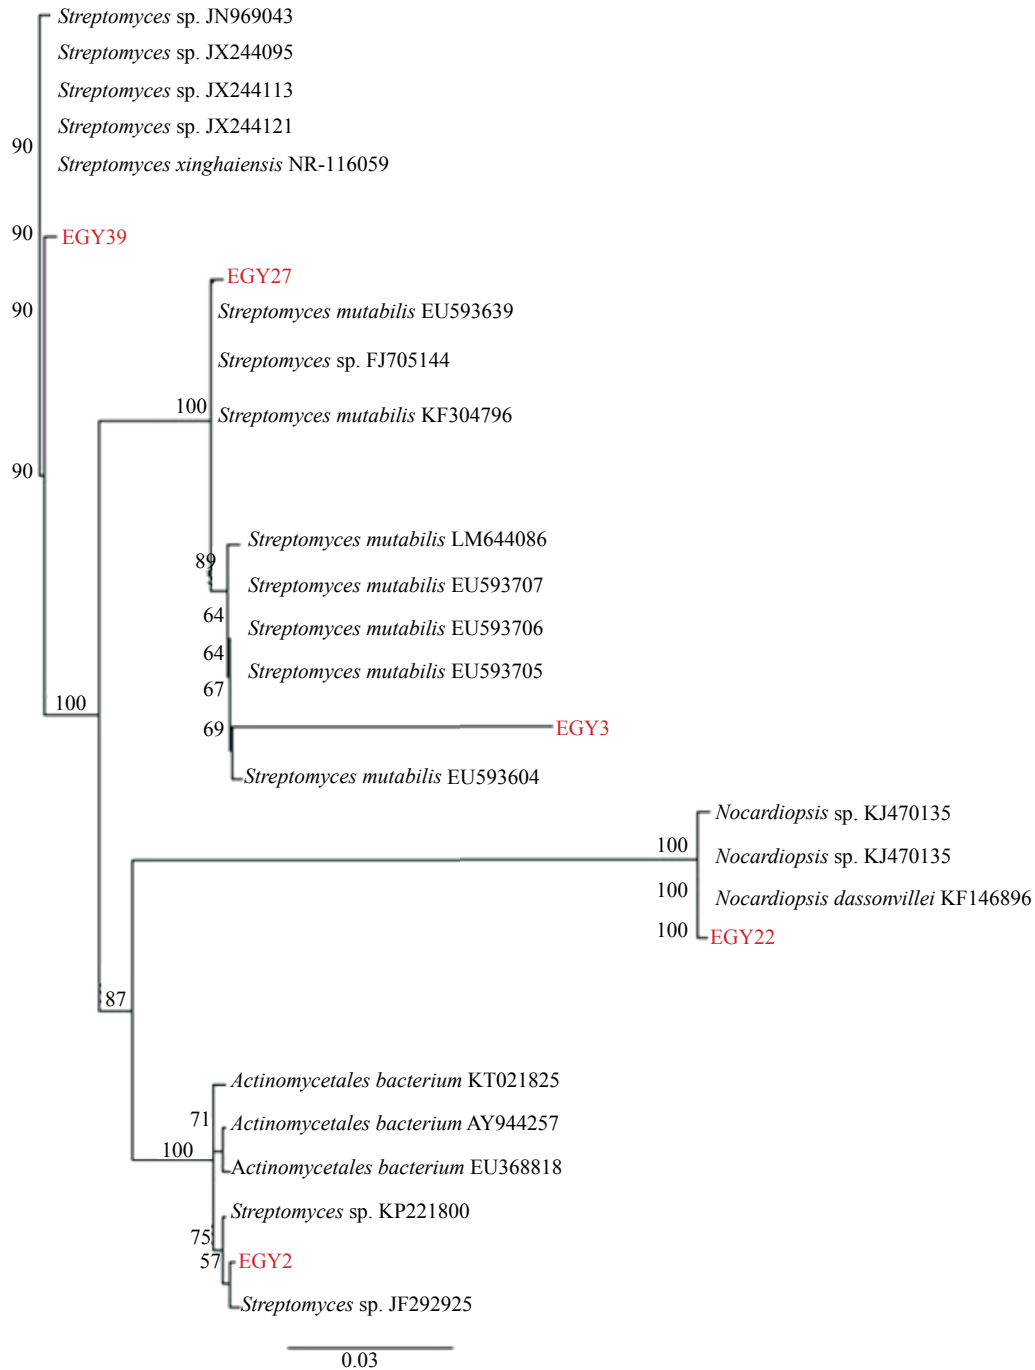 Streptomyces sp. JN969043
Streptomyces sp. JX244095
Streptomyces sp. JX244113
Streptomyces sp. JX244121
90
Streptomyces xinghaiensis NR-116059
90
EGY39
EGY27
90
Streptomyces mutabilis EU593639
Streptomyces sp. FJ705144
100
Streptomyces mutabilis KF304796
90
Streptomyces mutabilis LM644086
89
Streptomyces mutabilis EU593707
64
Streptomyces mutabilis EU593706
64
Streptomyces mutabilis EU593705
67
100
69
EGY3
Streptomyces mutabilis EU593604
Nocardiopsis sp. KJ470135
100
Nocardiopsis sp. KJ470135
100
Nocardiopsis dassonvillei KF146896
100
EGY22
87
Actinomycetales bacterium KT021825
71
Actinomycetales bacterium AY944257
100
Actinomycetales bacterium EU368818
Streptomyces sp. KP221800
75
57
EGY2
Streptomyces sp. JF292925
0.03